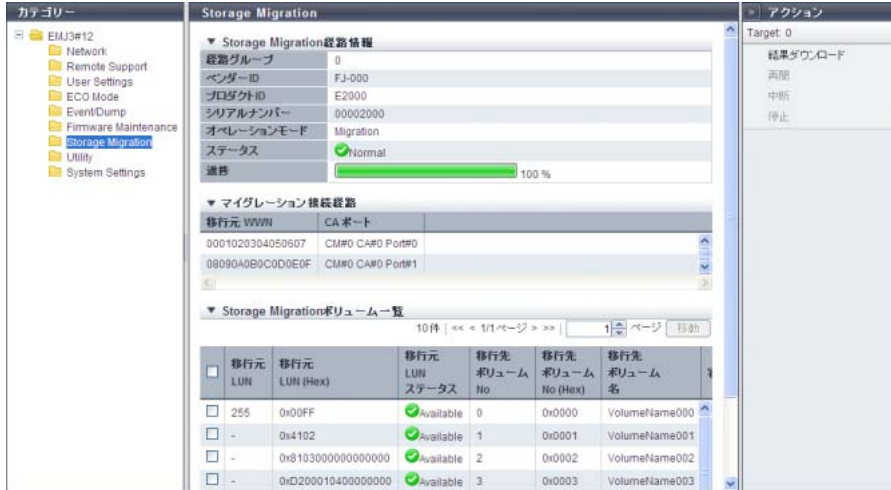 カテゴリー
EMJ3#12
Network
Remote Support
User Settings
ECO Mode
Event/Dump
Firmware Maintenance
Storage Migration
Utility
System Settings
Storage Migration
▼ Storage Migration経路情報
経路グループ 0
ベンダーID FJ-000
プロダクトID E2000
シリアルナンバー 00002000
オペレーションモード Migration
ステータス Normal
進捗 100 %
▼ マイグレーション接続経路
移行元 WWN CA ポート
0001020304050607 CM#0 CA#0 Port#0
08090A0B0C0D0E0F CM#0 CA#0 Port#1
▼ Storage Migrationボリューム一覧
10件 | << < 1/1 ページ > >> | 1 ページ 移動
移行元 LUN
移行元 LUN (Hex)
移行元 LUN ステータス
移行先 ボリューム No
移行先 ボリューム No (Hex)
移行先 ボリューム 名
255 0x00FF Available 0 0x0000 VolumeName000
- 0x4102 Available 1 0x0001 VolumeName001
- 0x8103000000000000 Available 2 0x0002 VolumeName002
- 0xD200010400000000 Available 3 0x0003 VolumeName003
» アクション
Target: 0
結果ダウンロード
再開
中断
停止